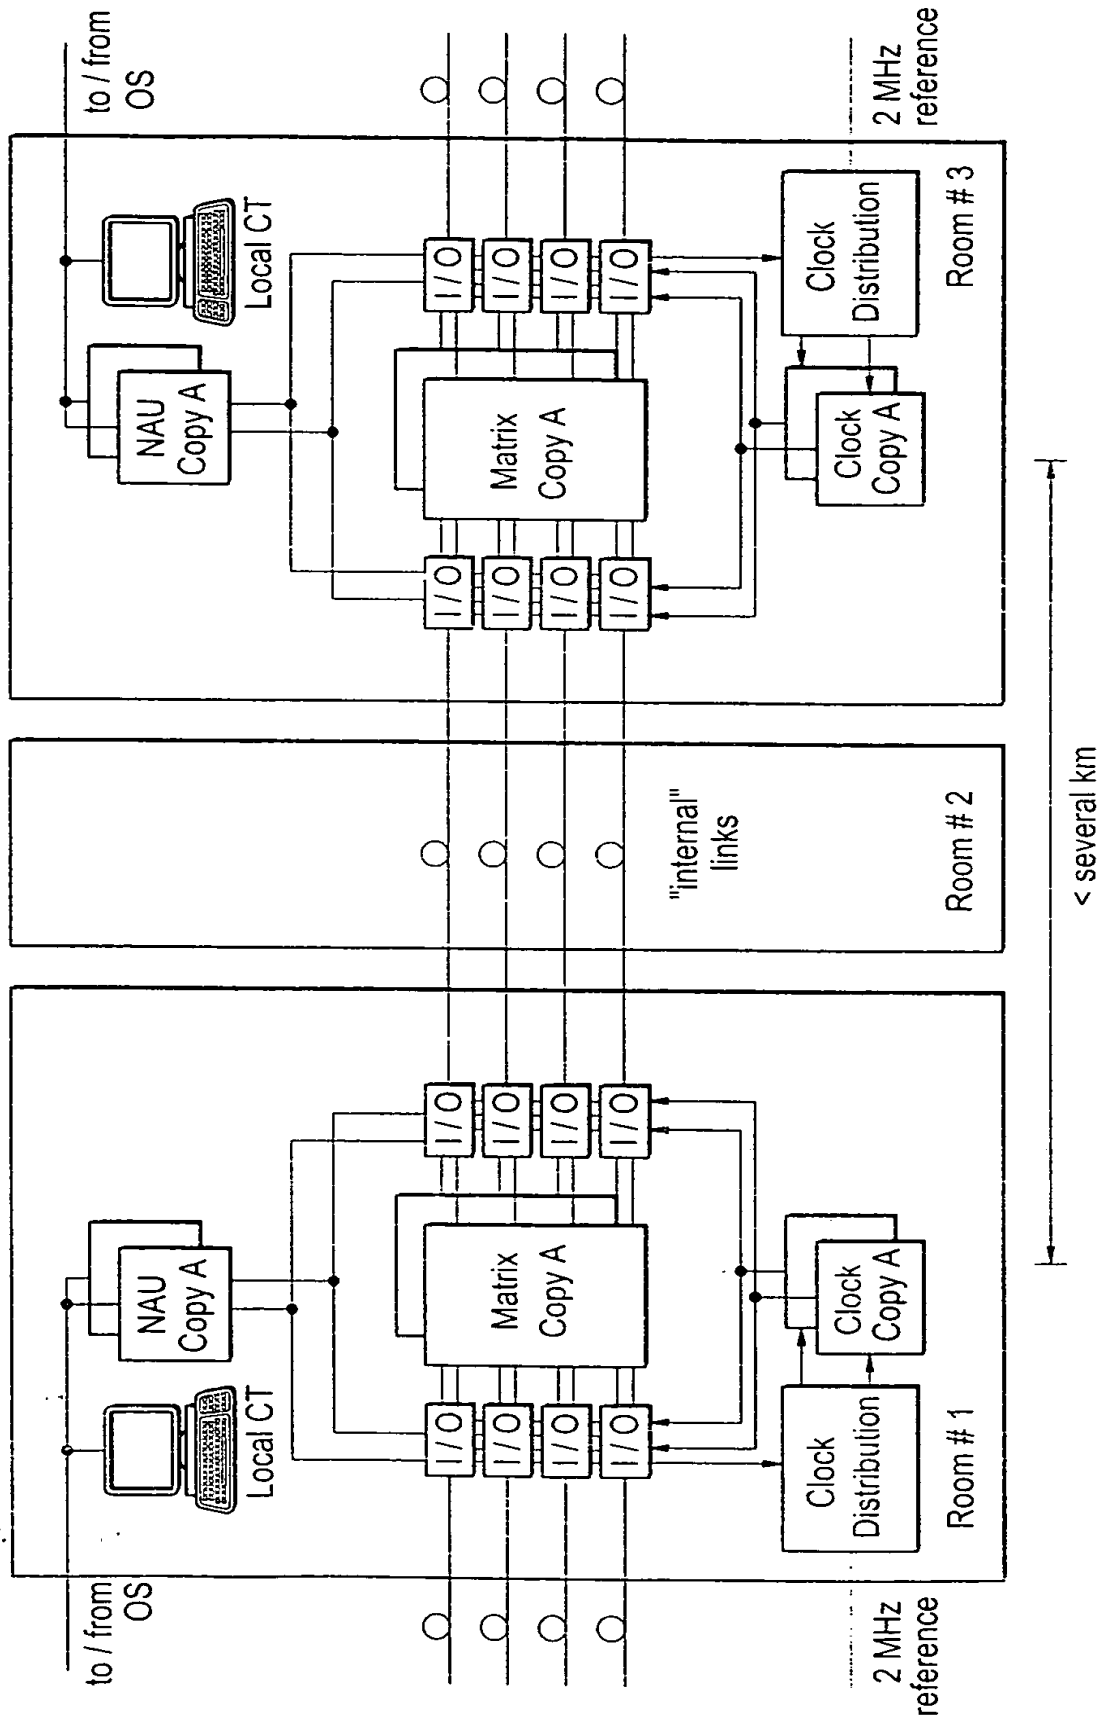 to / from
OS
Local CT
NAU
Copy A
I/O
I/O
I/O
I/O
Matrix
Copy A
I/O
I/O
I/O
I/O
Clock
Distribution
Clock
Copy A
2 MHz
reference
Room # 1
"internal"
links
Room # 2
to / from
OS
NAU
Copy A
Local CT
I/O
I/O
I/O
I/O
Matrix
Copy A
I/O
I/O
I/O
I/O
Clock
Copy A
Clock
Distribution
2 MHz
reference
Room # 3
< several km